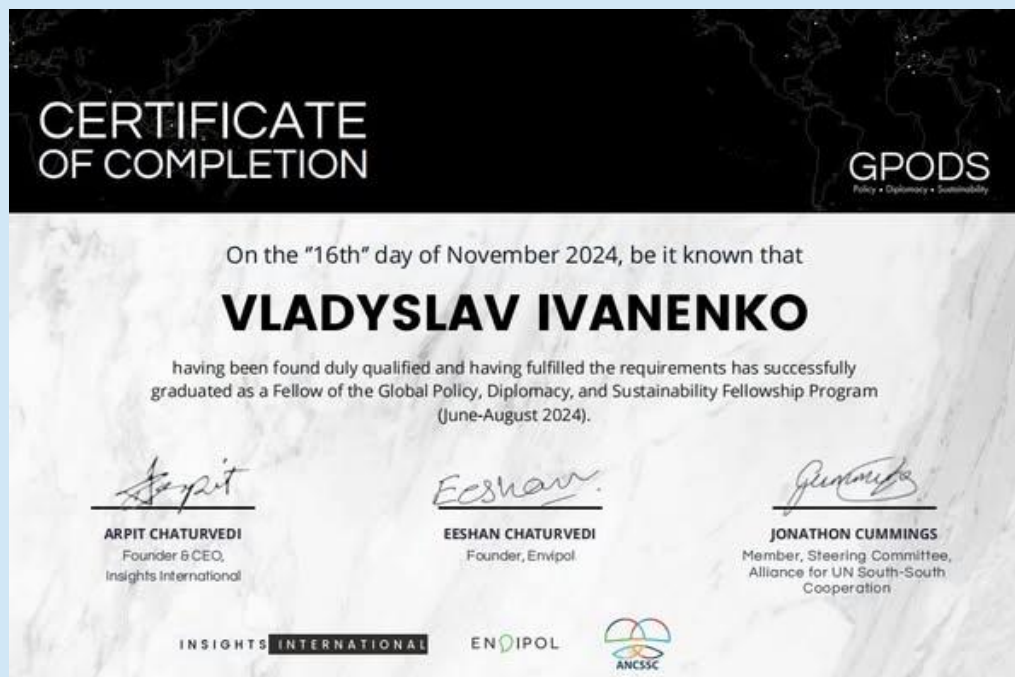 CERTIFICATE
OF COMPLETION
GPODS
Policy • Diplomacy • Sustainability
On the “16th” day of November 2024, be it known that
VLADYSLAV IVANENKO
having been found duly qualified and having fulfilled the requirements has successfully
graduated as a Fellow of the Global Policy, Diplomacy, and Sustainability Fellowship Program
(June-August 2024).
Arpit
Eeshan
ARPIT CHATURVEDI
Founder & CEO,
Insights International
EESHAN CHATURVEDI
Founder, Envipol
JONATHON CUMMINGS
Member, Steering Committee,
Alliance for UN South-South
Cooperation
INSIGHTS INTERNATIONAL
ENVIPOL
ANCSSC